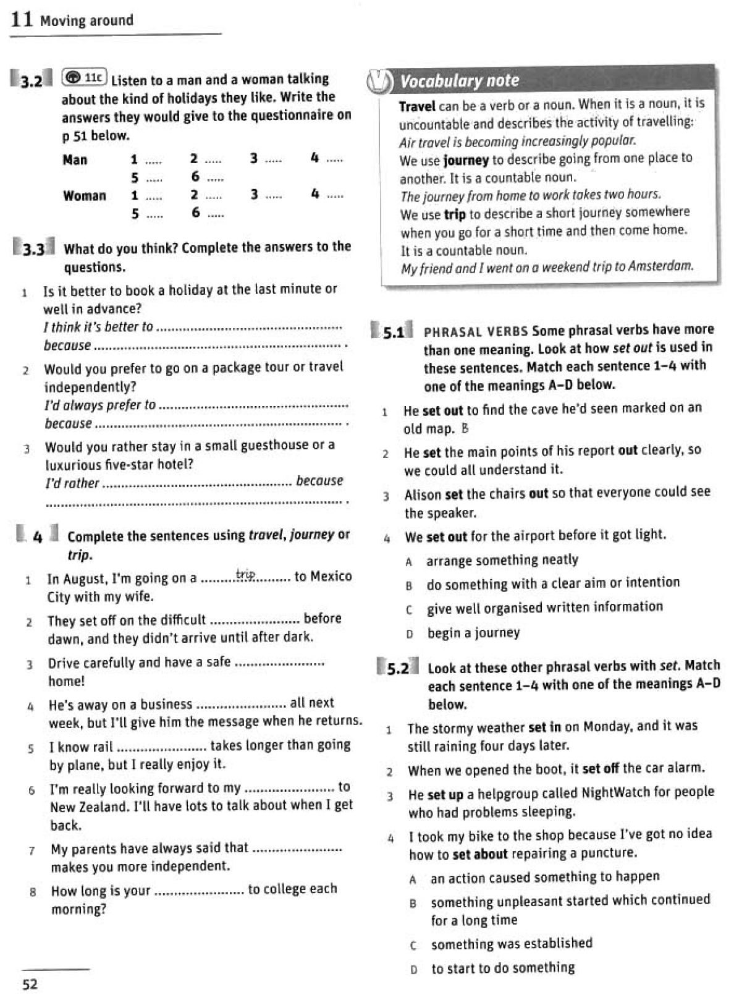 11 Moving around
3.2 11c Listen to a man and a woman talking
about the kind of holidays they like. Write the
answers they would give to the questionnaire on
p 51 below.
Man 1 ..... 2 ..... 3 ..... 4 .....
5 ..... 6 .....
Woman 1 ..... 2 ..... 3 ..... 4 .....
5 ..... 6 .....
3.3 What do you think? Complete the answers to the
questions.
1 Is it better to book a holiday at the last minute or
well in advance?
I think it's better to ................................................
because ................................................................. .
2 Would you prefer to go on a package tour or travel
independently?
I'd always prefer to ..................................................
because ................................................................. .
3 Would you rather stay in a small guesthouse or a
luxurious five-star hotel?
I'd rather .................................................. because
.............................................................................. .
4 Complete the sentences using travel, journey or
trip.
1 In August, I'm going on a .........trip......... to Mexico
City with my wife.
2 They set off on the difficult ....................... before
dawn, and they didn't arrive until after dark.
3 Drive carefully and have a safe .......................
home!
4 He's away on a business ....................... all next
week, but I'll give him the message when he returns.
5 I know rail ....................... takes longer than going
by plane, but I really enjoy it.
6 I'm really looking forward to my ....................... to
New Zealand. I'll have lots to talk about when I get
back.
7 My parents have always said that .......................
makes you more independent.
8 How long is your ....................... to college each
morning?
52
V Vocabulary note
Travel can be a verb or a noun. When it is a noun, it is
uncountable and describes the activity of travelling:
Air travel is becoming increasingly popular.
We use journey to describe going from one place to
another. It is a countable noun.
The journey from home to work takes two hours.
We use trip to describe a short journey somewhere
when you go for a short time and then come home.
It is a countable noun.
My friend and I went on a weekend trip to Amsterdam.
5.1 PHRASAL VERBS Some phrasal verbs have more
than one meaning. Look at how set out is used in
these sentences. Match each sentence 1–4 with
one of the meanings A–D below.
1 He set out to find the cave he'd seen marked on an
old map. B
2 He set the main points of his report out clearly, so
we could all understand it.
3 Alison set the chairs out so that everyone could see
the speaker.
4 We set out for the airport before it got light.
A arrange something neatly
B do something with a clear aim or intention
C give well organised written information
D begin a journey
5.2 Look at these other phrasal verbs with set. Match
each sentence 1–4 with one of the meanings A–D
below.
1 The stormy weather set in on Monday, and it was
still raining four days later.
2 When we opened the boot, it set off the car alarm.
3 He set up a helpgroup called NightWatch for people
who had problems sleeping.
4 I took my bike to the shop because I've got no idea
how to set about repairing a puncture.
A an action caused something to happen
B something unpleasant started which continued
for a long time
C something was established
D to start to do something